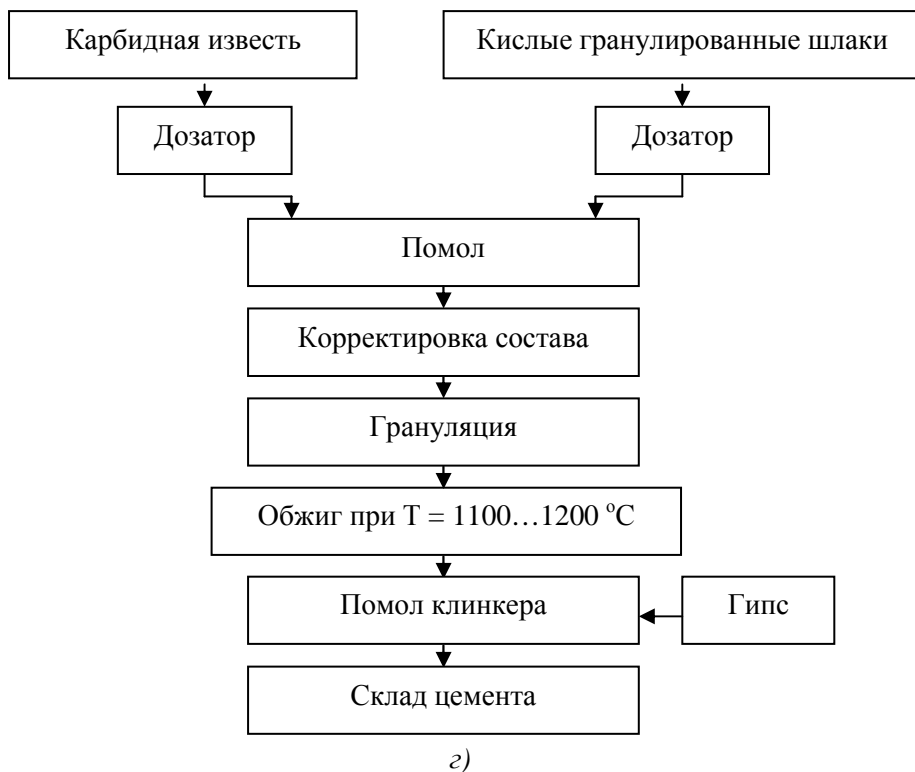 Карбидная известь
Кислые гранулированные шлаки
Дозатор
Дозатор
Помол
Корректировка состава
Грануляция
Обжиг при Т = 1100…1200 °С
Помол клинкера
Гипс
Склад цемента
г)